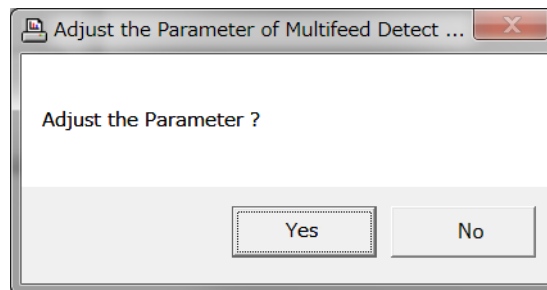 Adjust the Parameter of Multifeed Detect ...
Adjust the Parameter ?
Yes No